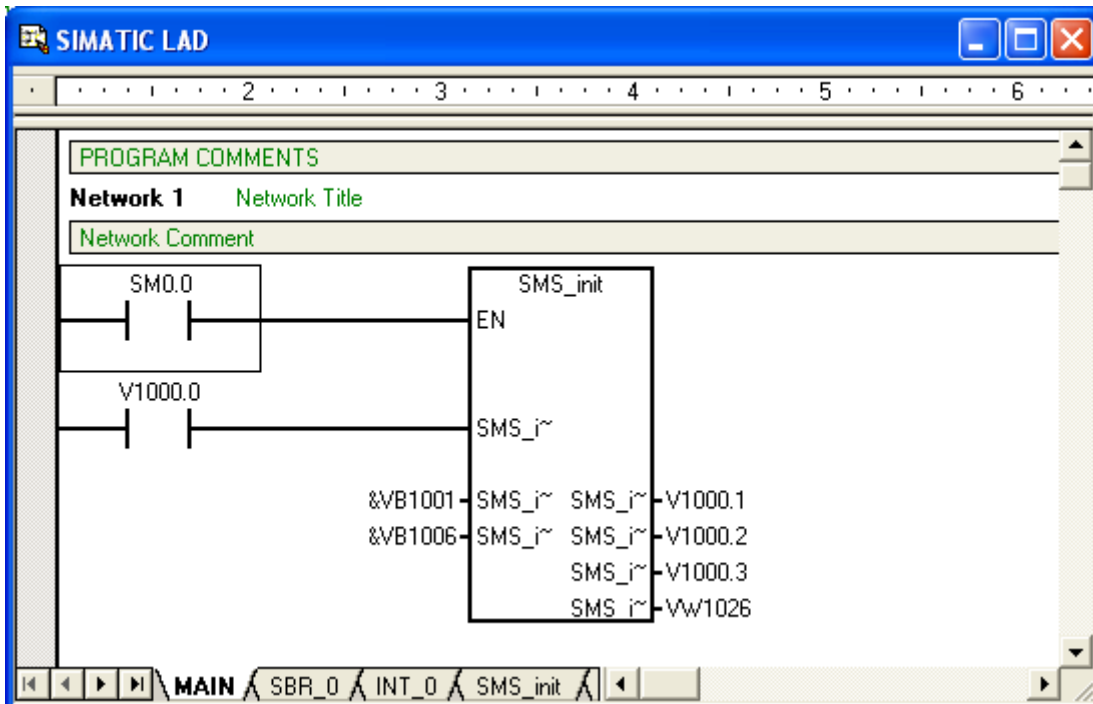 SIMATIC LAD
2 3 4 5 6
PROGRAM COMMENTS
Network 1 Network Title
Network Comment
SM0.0 SMS_init
EN
V1000.0
SMS_i~
&VB1001 SMS_i~ SMS_i~ V1000.1
&VB1006 SMS_i~ SMS_i~ V1000.2
SMS_i~ V1000.3
SMS_i~ VW1026
MAIN SBR_0 INT_0 SMS_init